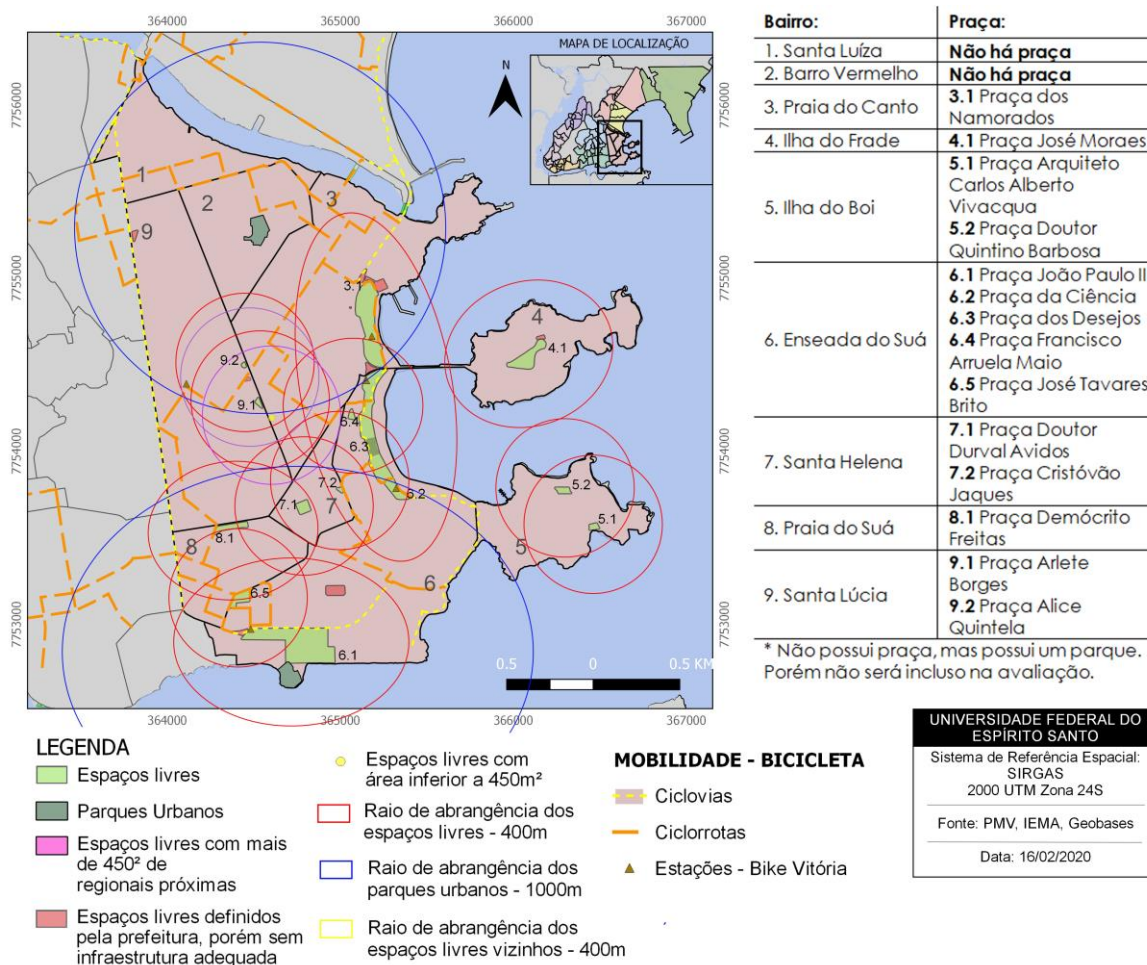 364000 365000 366000 367000
7756000
7755000
7754000
7753000
MAPA DE LOCALIZAÇÃO
N
1
2
3
9
3.1
4
4.1
9.2
9.1
6.4
6.3
7.2
6.2
7.1
7
5.2
5.1
5
8.1
8
6
6.5
6.1
0.5 0 0.5 KM
7756000
7755000
7754000
7753000
364000 365000 366000 367000
Bairro: Praça:
1. Santa Luíza Não há praça
2. Barro Vermelho Não há praça
3. Praia do Canto 3.1 Praça dos
Namorados
4. Ilha do Frade 4.1 Praça José Moraes
5. Ilha do Boi 5.1 Praça Arquiteto
Carlos Alberto
Vivacqua
5.2 Praça Doutor
Quintino Barbosa
6. Enseada do Suá 6.1 Praça João Paulo II
6.2 Praça da Ciência
6.3 Praça dos Desejos
6.4 Praça Francisco
Arruela Maio
6.5 Praça José Tavares
Brito
7. Santa Helena 7.1 Praça Doutor
Durval Avidos
7.2 Praça Cristóvão
Jaques
8. Praia do Suá 8.1 Praça Demócrito
Freitas
9. Santa Lúcia 9.1 Praça Arlete
Borges
9.2 Praça Alice
Quintela
* Não possui praça, mas possui um parque.
Porém não será incluso na avaliação.
LEGENDA
Espaços livres
Parques Urbanos
Espaços livres com mais
de 450² de
regionais próximas
Espaços livres definidos
pela prefeitura, porém sem
infraestrutura adequada
Espaços livres com
área inferior a 450m²
Raio de abrangência dos
espaços livres - 400m
Raio de abrangência dos
parques urbanos - 1000m
Raio de abrangência dos
espaços livres vizinhos - 400m
MOBILIDADE - BICICLETA
Ciclovias
Ciclorrotas
Estações - Bike Vitória
UNIVERSIDADE FEDERAL DO
ESPÍRITO SANTO
Sistema de Referência Espacial:
SIRGAS
2000 UTM Zona 24S
Fonte: PMV, IEMA, Geobases
Data: 16/02/2020